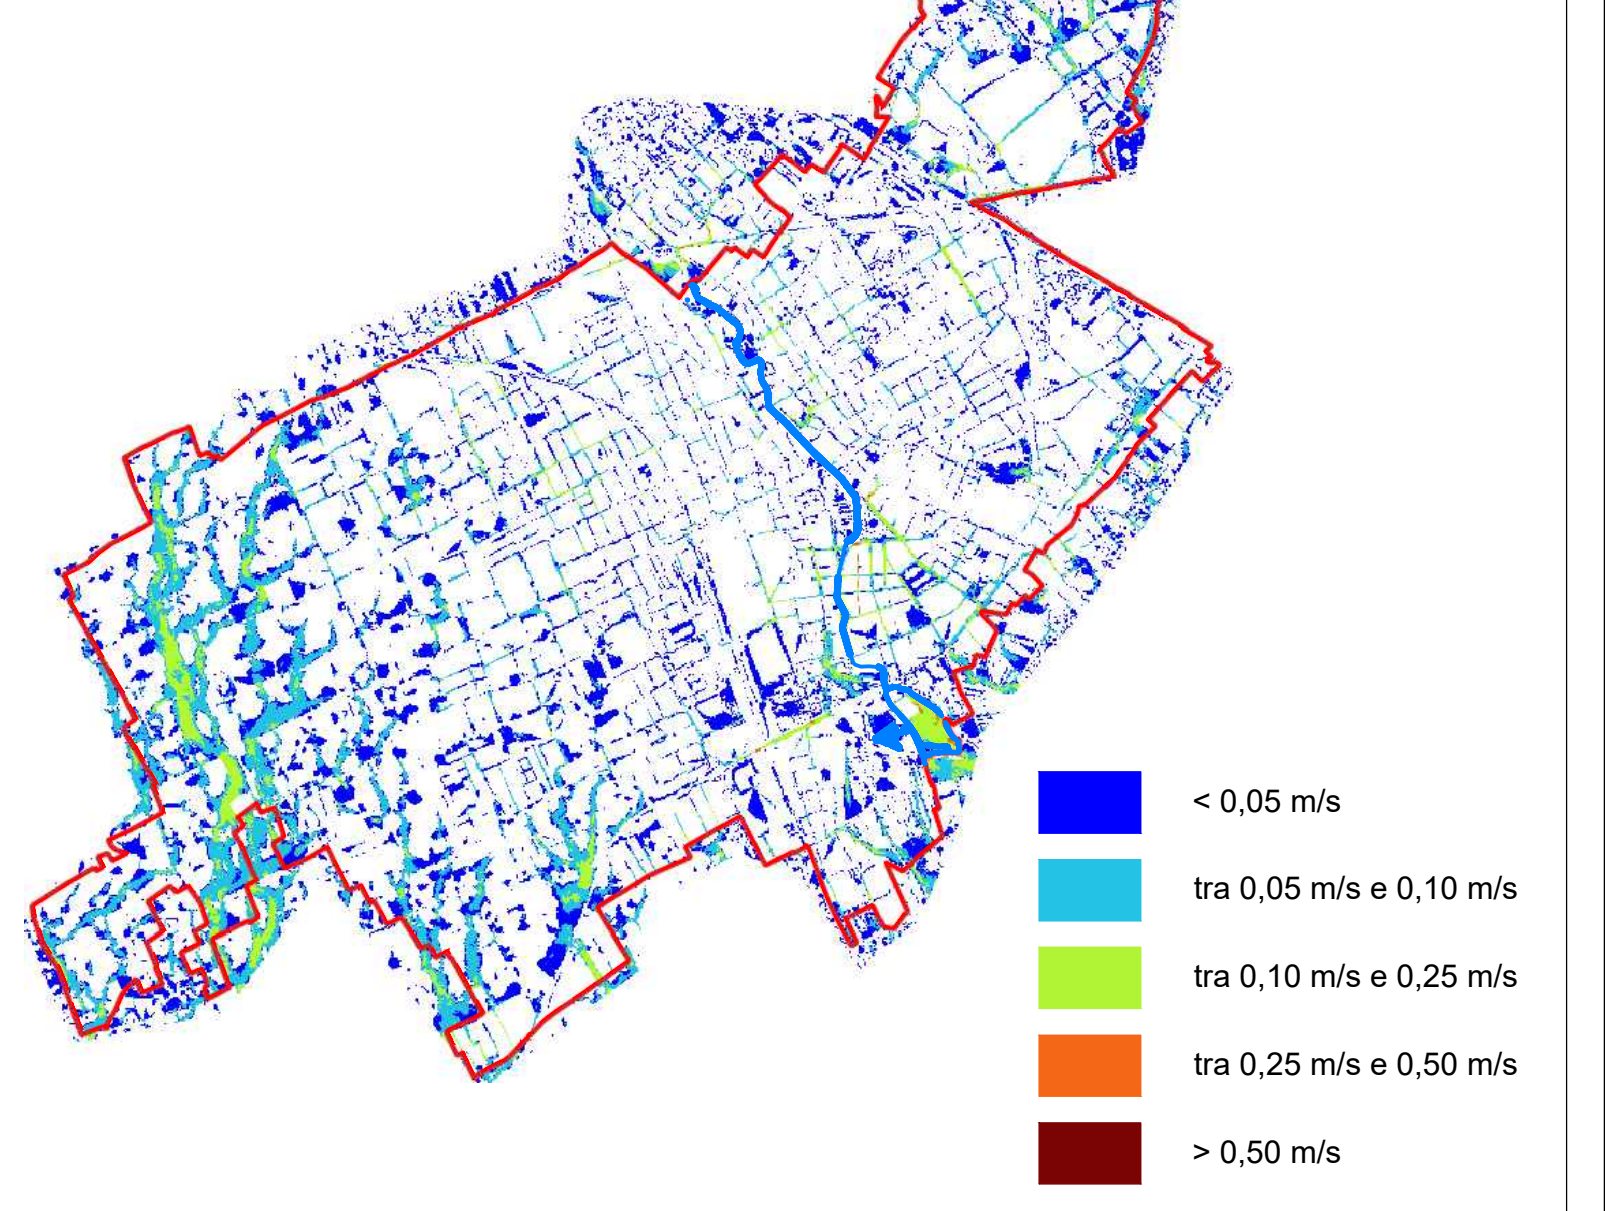 < 0,05 m/s
tra 0,05 m/s e 0,10 m/s
tra 0,10 m/s e 0,25 m/s
tra 0,25 m/s e 0,50 m/s
> 0,50 m/s